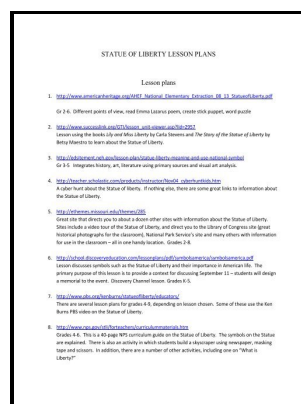 STATUE OF LIBERTY LESSON PLANS
Lesson plans
1. http://www.americanheritage.org/AHEF_National_Elementary_Extraction_68_13_StatueofLiberty.pdf
Gr 2-6. Different points of view, read Emma Lazarus poem, create stick puppet, word puzzle
2. http://www.successlink.org/GTI/lesson_unit-viewer.asp?lid=2957
Lesson using the books Lily and Miss Liberty by Carla Stevens and The Story of the Statue of Liberty by
Betsy Maestro to learn about the Statue of Liberty.
3. http://edsitement.neh.gov/lesson-plan/statue-liberty-meaning-and-use-national-symbol
Gr 3-5. Integrates history, art, literature using primary sources and visual art analysis.
4. http://teacher.scholastic.com/products/instructor/Nov04_cyberhuntkids.htm
A cyber hunt about the Statue of Liberty. If nothing else, there are some great links to information about
the Statue of Liberty.
5. http://ethemes.missouri.edu/themes/285
Great site that directs you to about a dozen other sites with information about the Statue of Liberty.
Sites include a video tour of the Statue of Liberty, and direct you to the Library of Congress site (great
historical photographs for the classroom), National Park Service's site and many others with information
for use in the classroom – all in one handy location. Grades 2-8.
6. http://school.discoveryeducation.com/lessonplans/pdf/symbolsamerica/symbolsamerica.pdf
Lesson discusses symbols such as the Statue of Liberty and their importance in American life. The
primary purpose of this lesson is to provide a context for discussing September 11 – students will design
a memorial to the event. Discovery Channel lesson. Grades K-5.
7. http://www.pbs.org/kenburns/statueofliberty/educators/
There are several lesson plans for grades 4-9, depending on lesson chosen. Some of these use the Ken
Burns PBS video on the Statue of Liberty.
8. http://www.nps.gov/stli/forteachers/curriculummaterials.htm
Grades 4-6. This is a 40-page NPS curriculum guide on the Statue of Liberty. The symbols on the Statue
are explained. There is also an activity in which students build a skyscraper using newspaper, masking
tape and scissors. In addition, there are a number of other activities, including one on "What is
Liberty?"